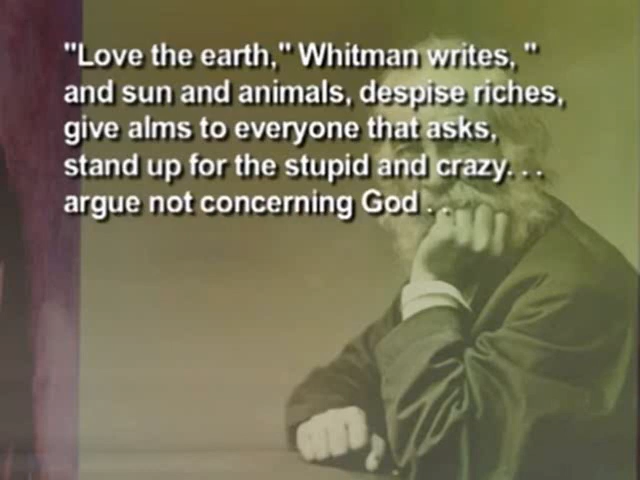 "Love the earth," Whitman writes, "
and sun and animals, despise riches,
give alms to everyone that asks,
stand up for the stupid and crazy. . .
argue not concerning God . .